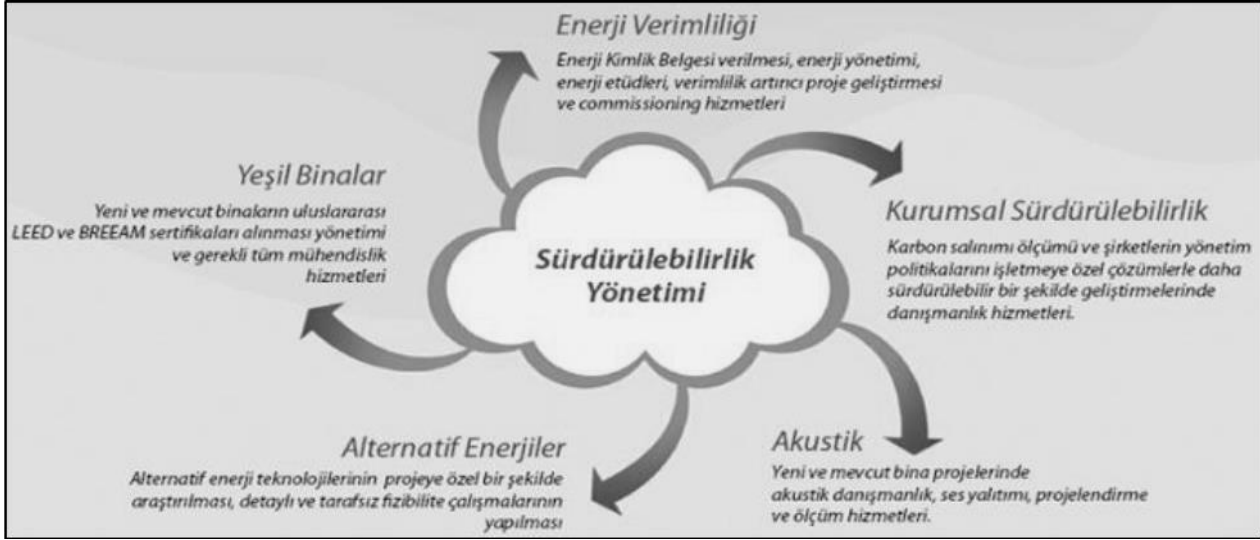 Enerji Verimliliği
Enerji Kimlik Belgesi verilmesi, enerji yönetimi,
enerji etüdleri, verimlilik artırıcı proje geliştirmesi
ve commissioning hizmetleri
Yeşil Binalar
Yeni ve mevcut binaların uluslararası
LEED ve BREEAM sertifikaları alınması yönetimi
ve gerekli tüm mühendislik
hizmetleri
Sürdürülebilirlik
Yönetimi
Kurumsal Sürdürülebilirlik
Karbon salınımı ölçümü ve şirketlerin yönetim
politikalarını işletmeye özel çözümlerle daha
sürdürülebilir bir şekilde geliştirmelerinde
danışmanlık hizmetleri.
Alternatif Enerjiler
Alternatif enerji teknolojilerinin projeye özel bir şekilde
araştırılması, detaylı ve tarafsız fizibilite çalışmalarının
yapılması
Akustik
Yeni ve mevcut bina projelerinde
akustik danışmanlık, ses yalıtımı, projelendirme
ve ölçüm hizmetleri.